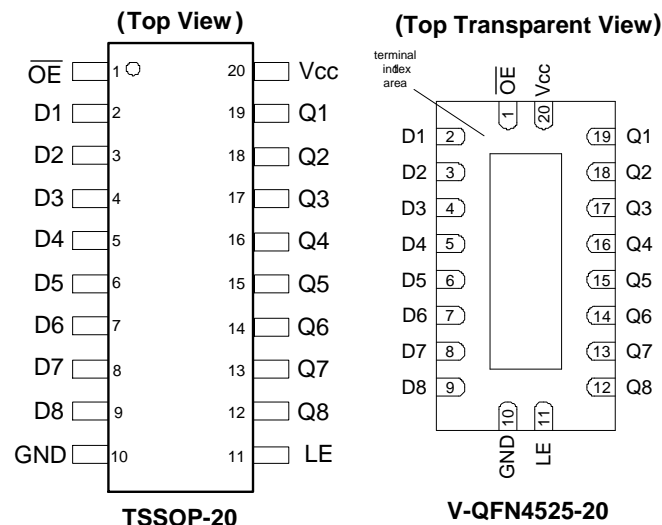 (Top View)
OE 1 20 Vcc
D1 2 19 Q1
D2 3 18 Q2
D3 4 17 Q3
D4 5 16 Q4
D5 6 15 Q5
D6 7 14 Q6
D7 8 13 Q7
D8 9 12 Q8
GND 10 11 LE
TSSOP-20
(Top Transparent View)
terminal
index
area
OE Vcc
1 20
D1 2 19 Q1
D2 3 18 Q2
D3 4 17 Q3
D4 5 16 Q4
D5 6 15 Q5
D6 7 14 Q6
D7 8 13 Q7
D8 9 12 Q8
10 11
GND LE
V-QFN4525-20